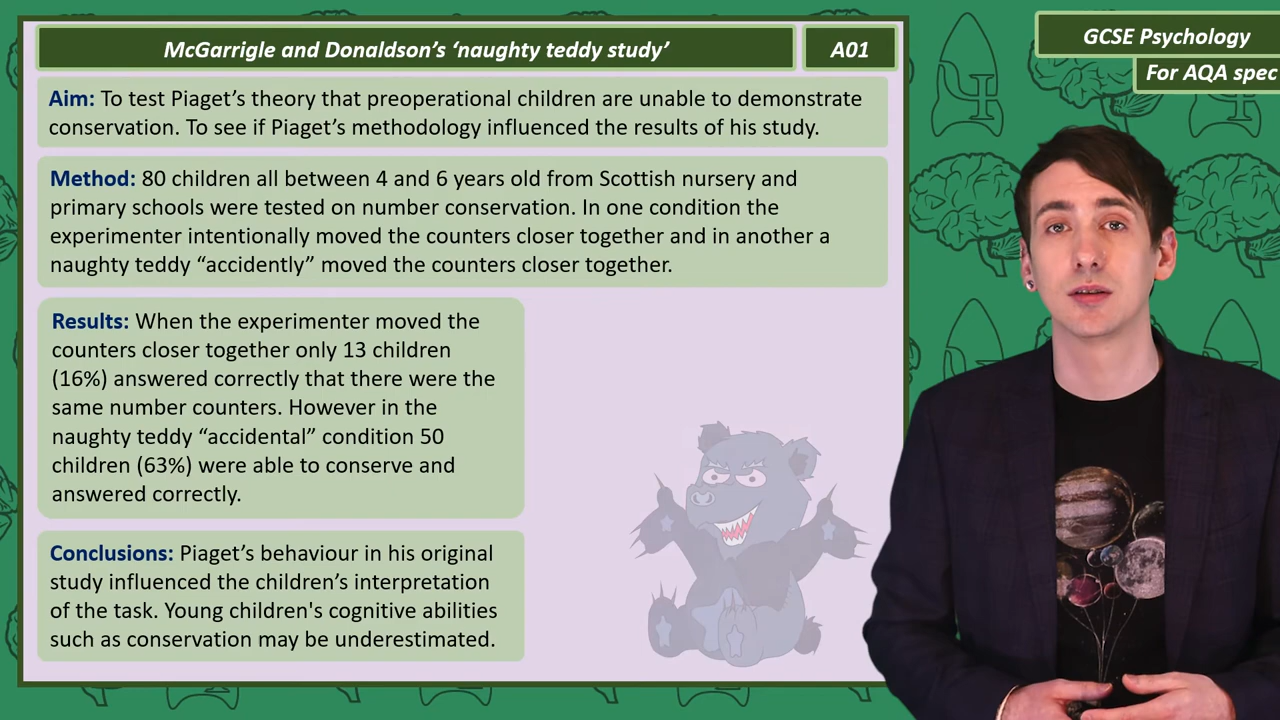 McGarrigle and Donaldson's 'naughty teddy study'
A01
GCSE Psychology
For AQA spec
Aim: To test Piaget's theory that preoperational children are unable to demonstrate
conservation. To see if Piaget's methodology influenced the results of his study.
Method: 80 children all between 4 and 6 years old from Scottish nursery and
primary schools were tested on number conservation. In one condition the
experimenter intentionally moved the counters closer together and in another a
naughty teddy “accidently” moved the counters closer together.
Results: When the experimenter moved the
counters closer together only 13 children
(16%) answered correctly that there were the
same number counters. However in the
naughty teddy “accidental” condition 50
children (63%) were able to conserve and
answered correctly.
Conclusions: Piaget's behaviour in his original
study influenced the children's interpretation
of the task. Young children's cognitive abilities
such as conservation may be underestimated.